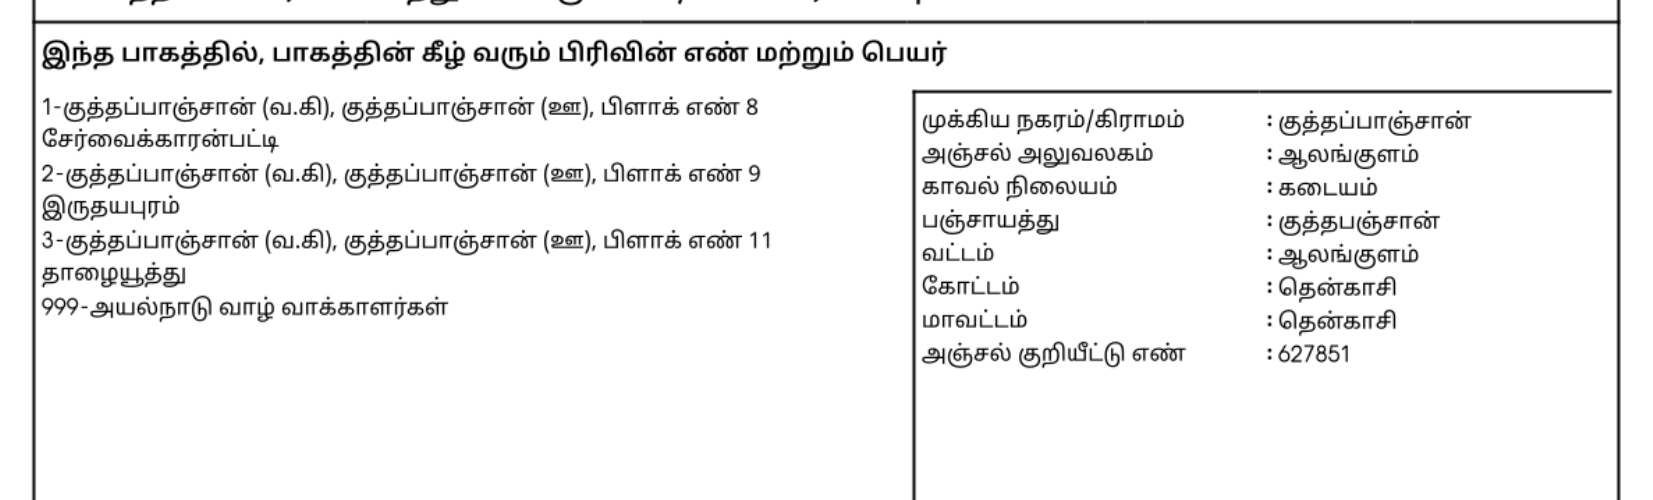 இந்த பாகத்தில், பாகத்தின் கீழ் வரும் பிரிவின் எண் மற்றும் பெயர்
1-குத்தப்பாஞ்சான் (வ.கி), குத்தப்பாஞ்சான் (ஊ), பிளாக் எண் 8
சேர்வைக்காரன்பட்டி
2-குத்தப்பாஞ்சான் (வ.கி), குத்தப்பாஞ்சான் (ஊ), பிளாக் எண் 9
இருதயபுரம்
3-குத்தப்பாஞ்சான் (வ.கி), குத்தப்பாஞ்சான் (ஊ), பிளாக் எண் 11
தாழையூத்து
999-அயல்நாடு வாழ் வாக்காளர்கள்
முக்கிய நகரம்/கிராமம் : குத்தப்பாஞ்சான்
அஞ்சல் அலுவலகம் : ஆலங்குளம்
காவல் நிலையம் : கடையம்
பஞ்சாயத்து : குத்தபஞ்சான்
வட்டம் : ஆலங்குளம்
கோட்டம் : தென்காசி
மாவட்டம் : தென்காசி
அஞ்சல் குறியீட்டு எண் : 627851